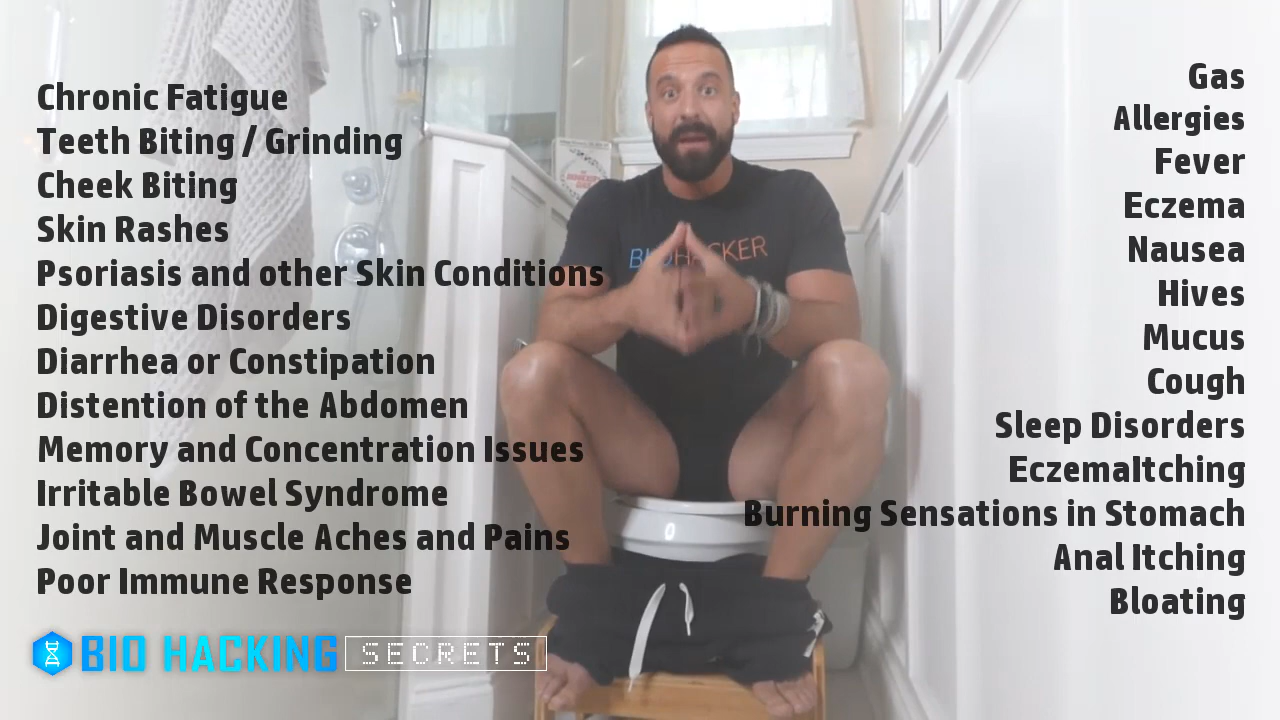 Chronic Fatigue
Teeth Biting / Grinding
Cheek Biting
Skin Rashes
Psoriasis and other Skin Conditions
Digestive Disorders
Diarrhea or Constipation
Distention of the Abdomen
Memory and Concentration Issues
Irritable Bowel Syndrome
Joint and Muscle Aches and Pains
Poor Immune Response
BIO HACKING SECRETS
BIOHACKER
Gas
Allergies
Fever
Eczema
Nausea
Hives
Mucus
Cough
Sleep Disorders
EczemaItching
Burning Sensations in Stomach
Anal Itching
Bloating